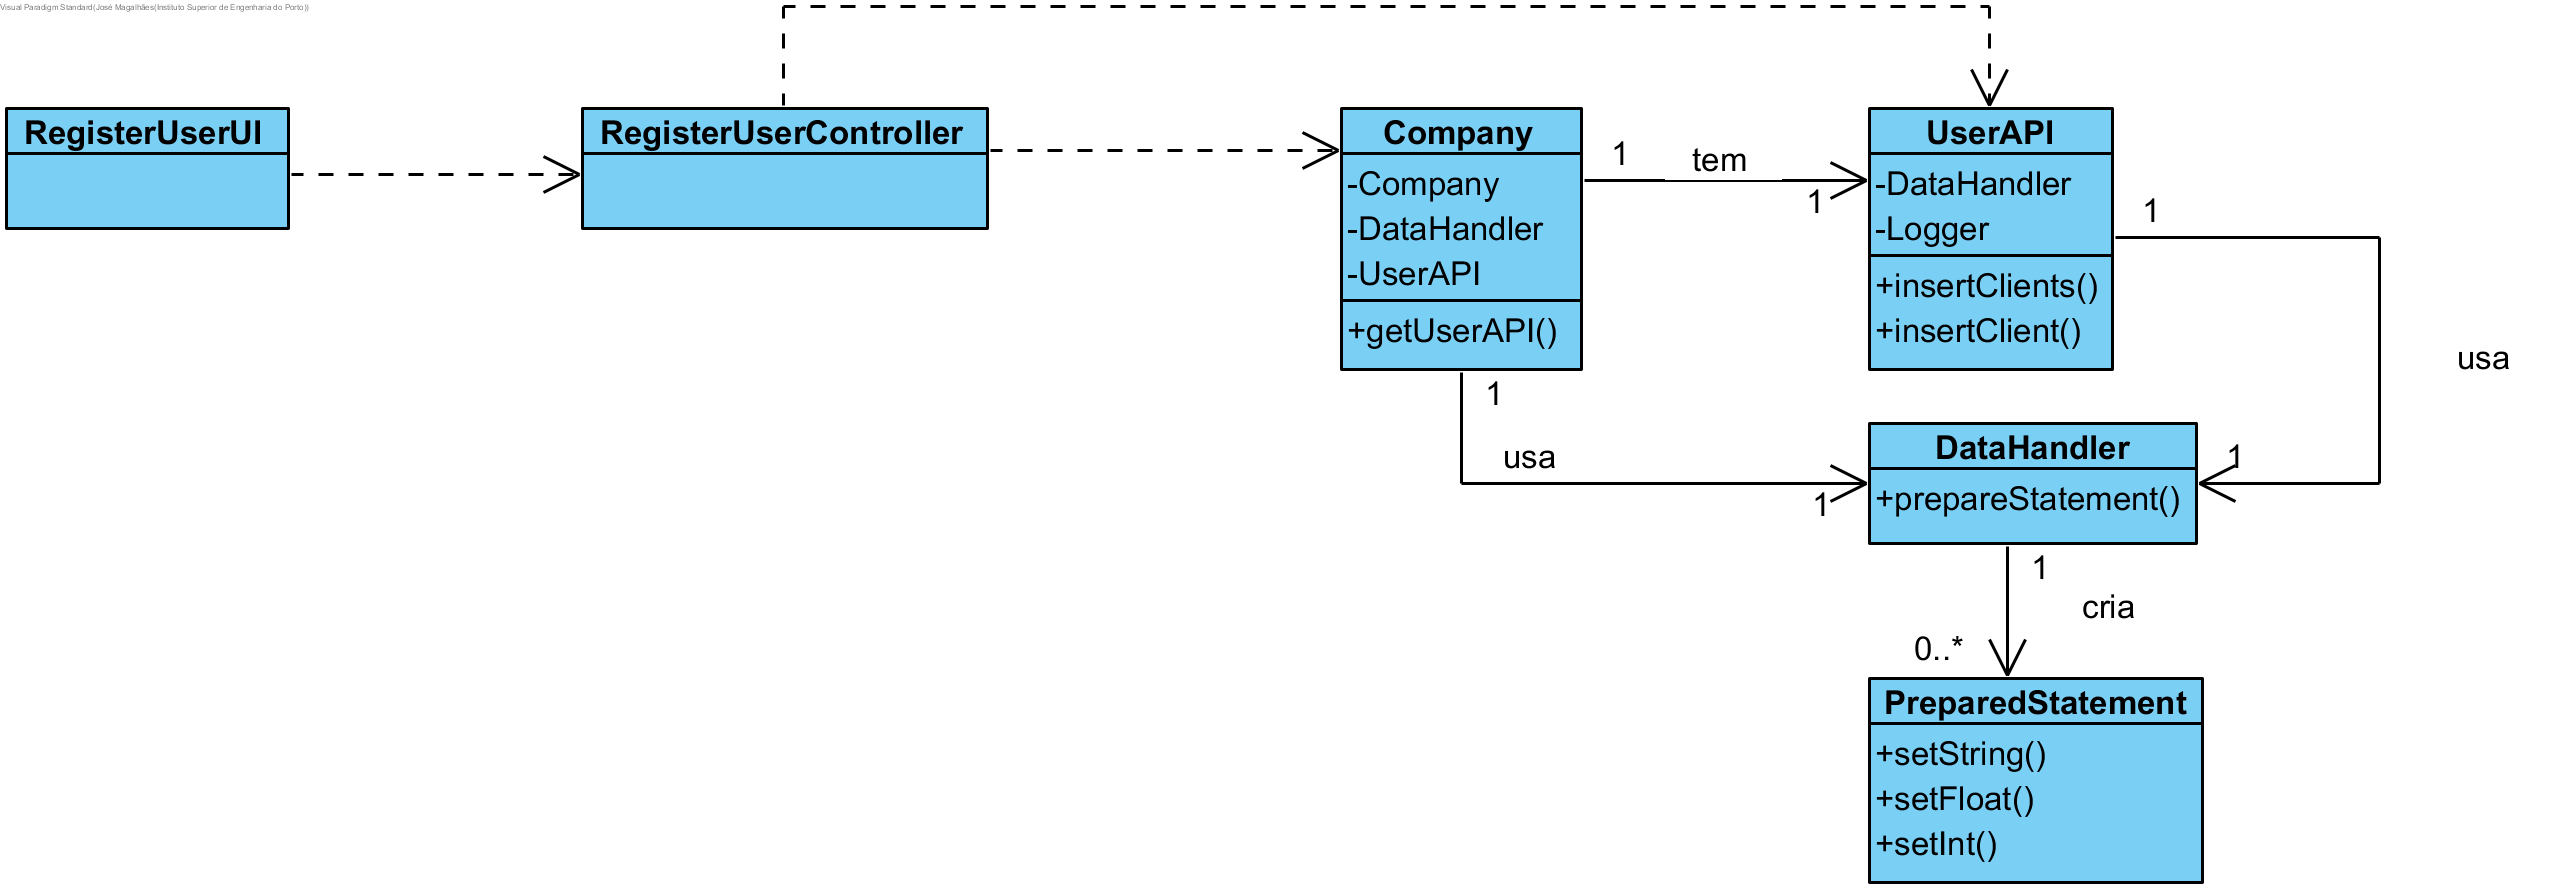 Visual Paradigm Standard(José Magalhães(Instituto Superior de Engenharia do Porto))
RegisterUserUI
RegisterUserController
Company
-Company
-DataHandler
-UserAPI
+getUserAPI()
1
tem
1
UserAPI
-DataHandler
-Logger
+insertClients()
+insertClient()
1
usa
1
1
usa
1
DataHandler
+prepareStatement()
1
cria
0..*
PreparedStatement
+setString()
+setFloat()
+setInt()